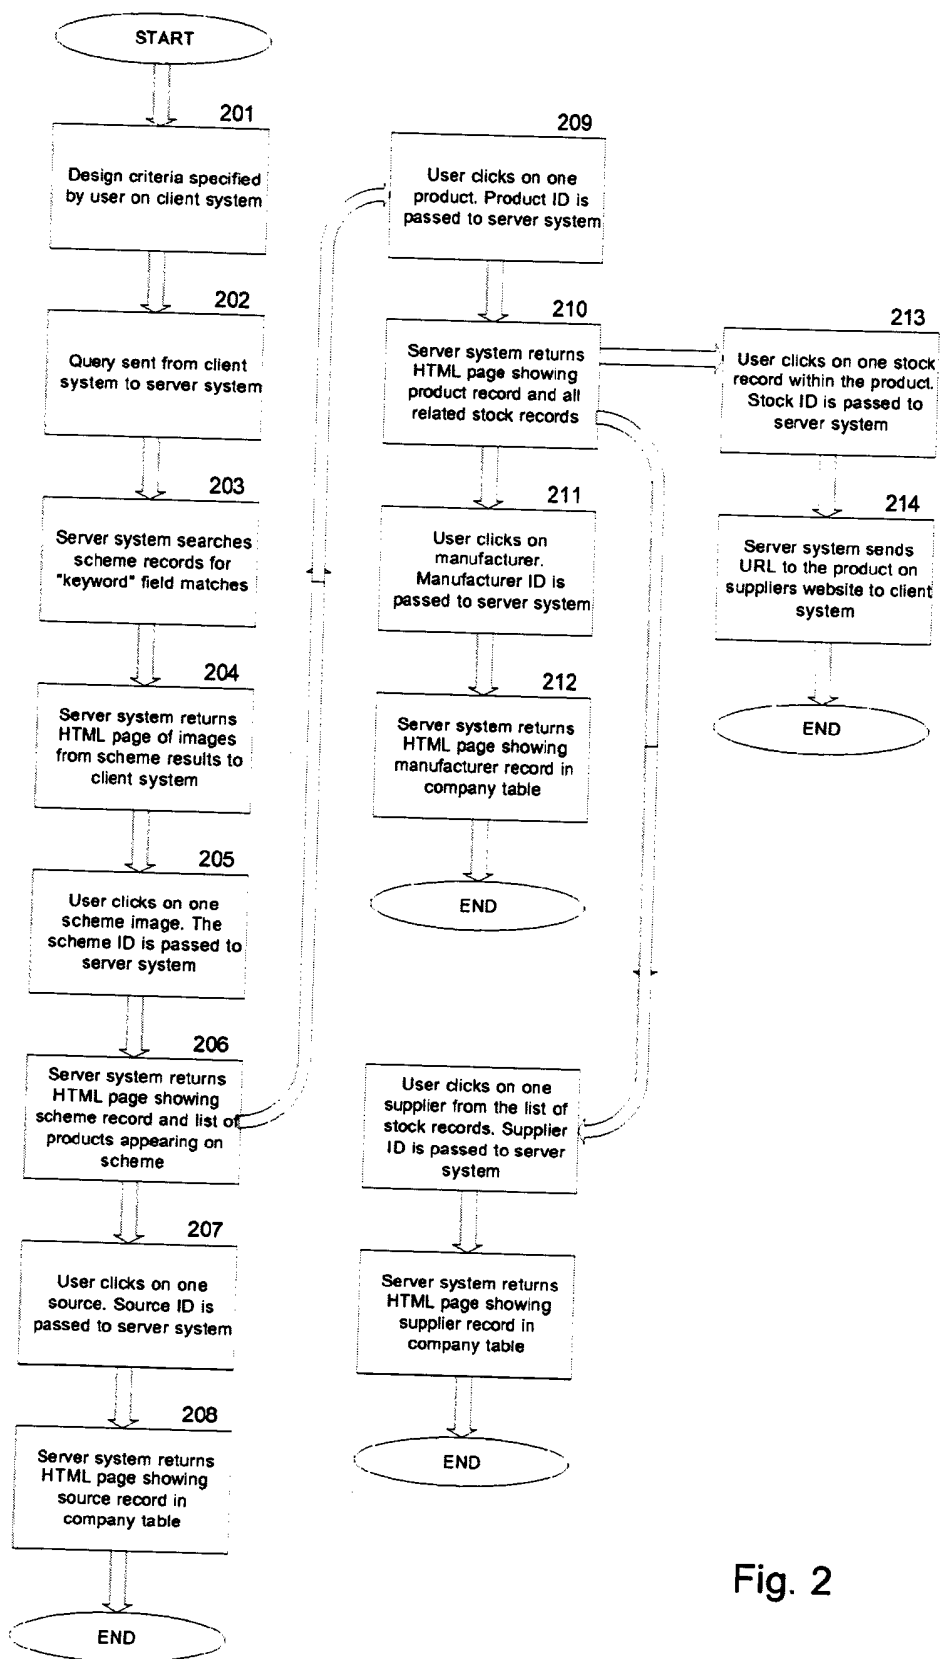 START
201
Design criteria specified
by user on client system
202
Query sent from client
system to server system
203
Server system searches
scheme records for
"keyword" field matches
204
Server system returns
HTML page of images
from scheme results to
client system
205
User clicks on one
scheme image. The
scheme ID is passed to
server system
206
Server system returns
HTML page showing
scheme record and list of
products appearing on
scheme
207
User clicks on one
source. Source ID is
passed to server system
208
Server system returns
HTML page showing
source record in
company table
END
209
User clicks on one
product. Product ID is
passed to server system
210
Server system returns
HTML page showing
product record and all
related stock records
211
User clicks on
manufacturer.
Manufacturer ID is
passed to server system
212
Server system returns
HTML page showing
manufacturer record in
company table
END
User clicks on one
supplier from the list of
stock records. Supplier
ID is passed to server
system
Server system returns
HTML page showing
supplier record in
company table
END
213
User clicks on one stock
record within the product.
Stock ID is passed to
server system
214
Server system sends
URL to the product on
suppliers website to client
system
END
Fig. 2